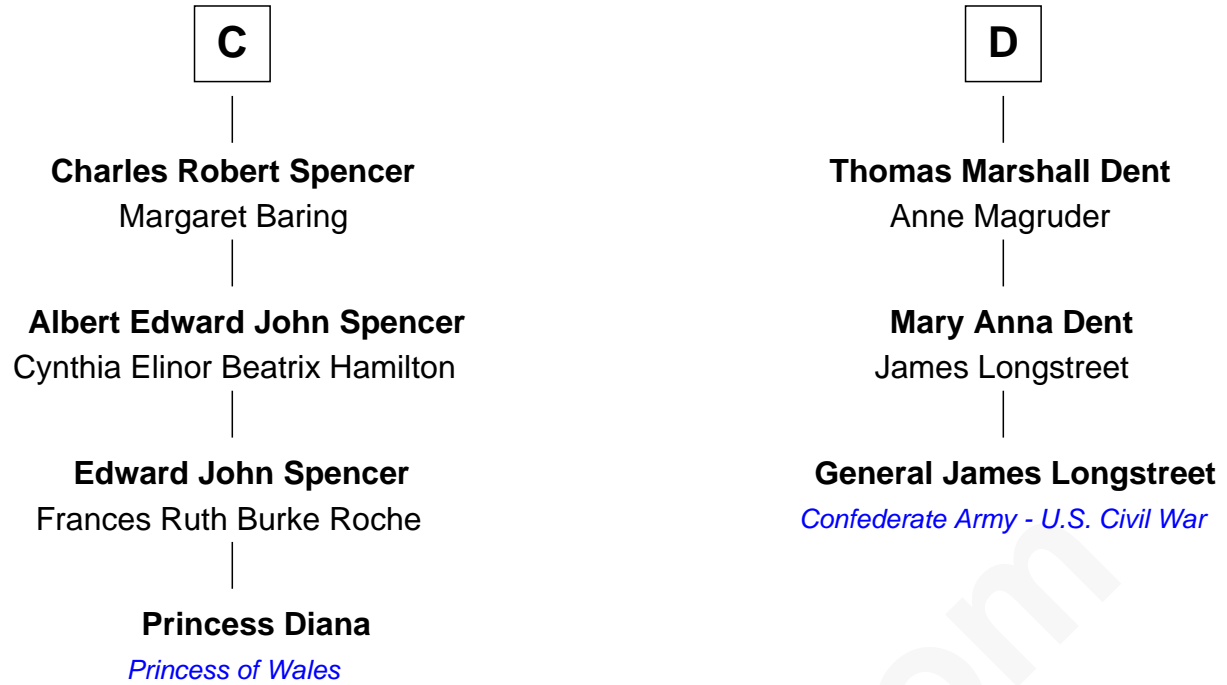 C
Charles Robert Spencer
Margaret Baring
Albert Edward John Spencer
Cynthia Elinor Beatrix Hamilton
Edward John Spencer
Frances Ruth Burke Roche
Princess Diana
Princess of Wales
D
Thomas Marshall Dent
Anne Magruder
Mary Anna Dent
James Longstreet
General James Longstreet
Confederate Army - U.S. Civil War
om